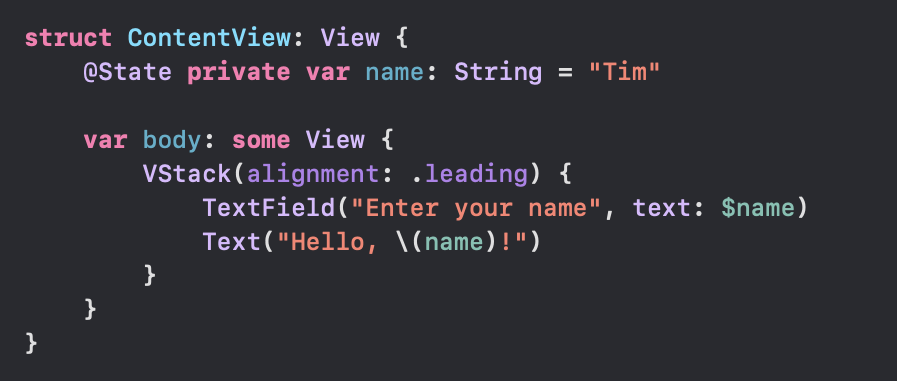 struct ContentView: View {
    @State private var name: String = "Tim"

    var body: some View {
        VStack(alignment: .leading) {
            TextField("Enter your name", text: $name)
            Text("Hello, \(name)!")
        }
    }
}